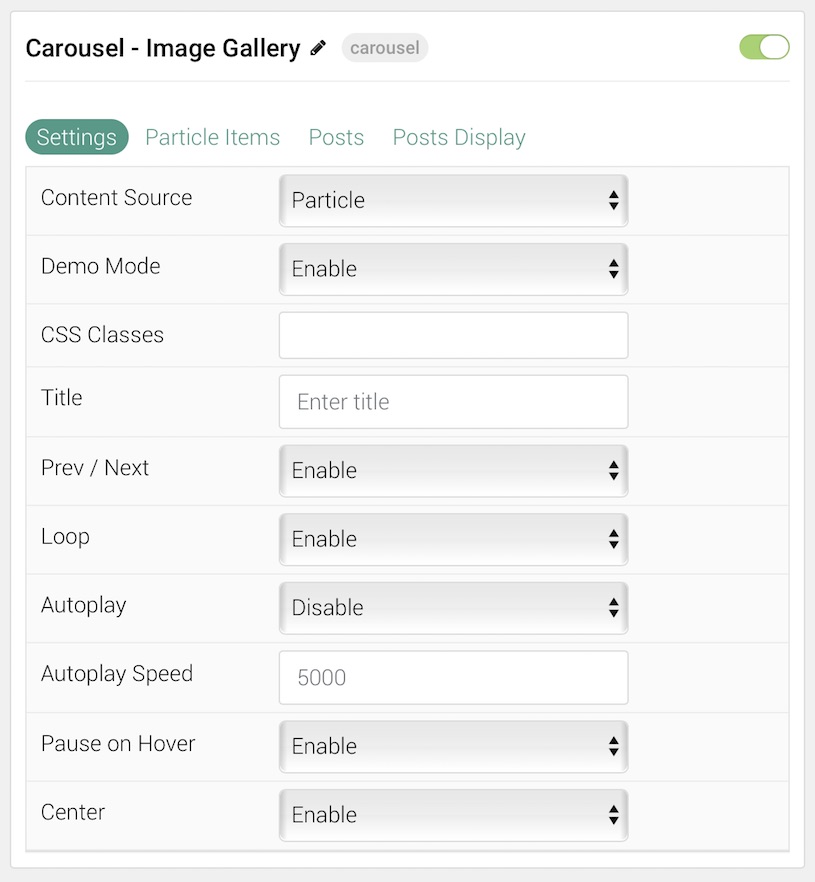 Carousel - Image Gallery carousel
Settings Particle Items Posts Posts Display
Content Source Particle
Demo Mode Enable
CSS Classes
Title Enter title
Prev / Next Enable
Loop Enable
Autoplay Disable
Autoplay Speed 5000
Pause on Hover Enable
Center Enable